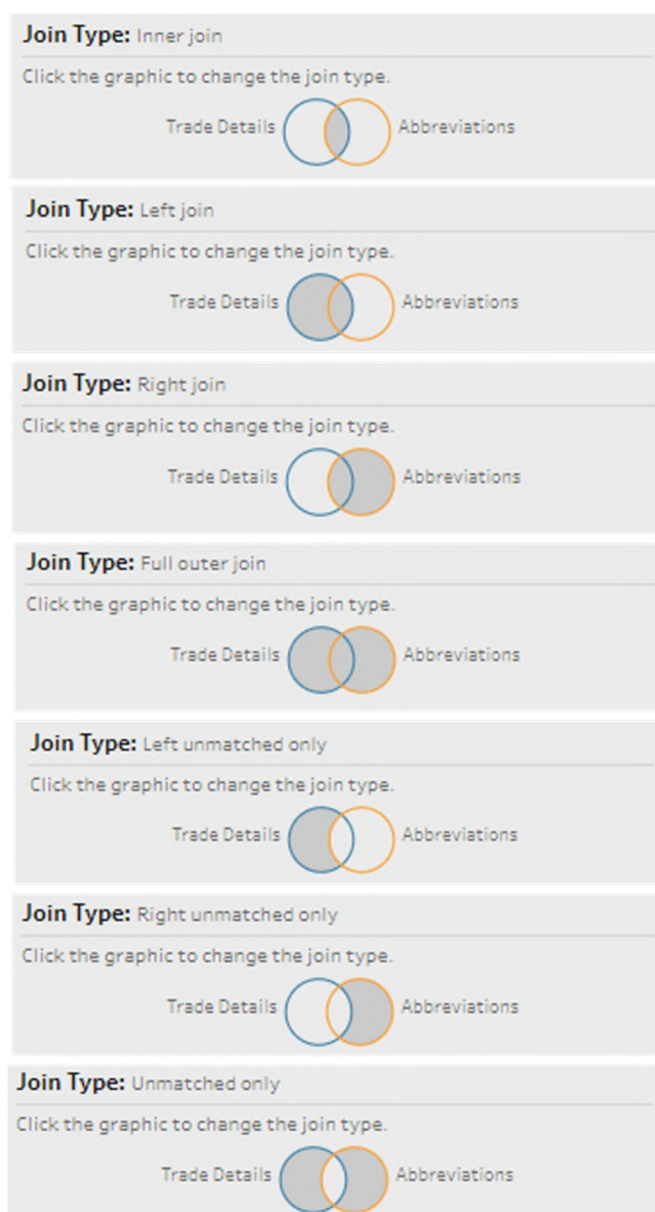 Join Type: Inner join
Click the graphic to change the join type.
Trade Details Abbreviations
Join Type: Left join
Click the graphic to change the join type.
Trade Details Abbreviations
Join Type: Right join
Click the graphic to change the join type.
Trade Details Abbreviations
Join Type: Full outer join
Click the graphic to change the join type.
Trade Details Abbreviations
Join Type: Left unmatched only
Click the graphic to change the join type.
Trade Details Abbreviations
Join Type: Right unmatched only
Click the graphic to change the join type.
Trade Details Abbreviations
Join Type: Unmatched only
Click the graphic to change the join type.
Trade Details Abbreviations